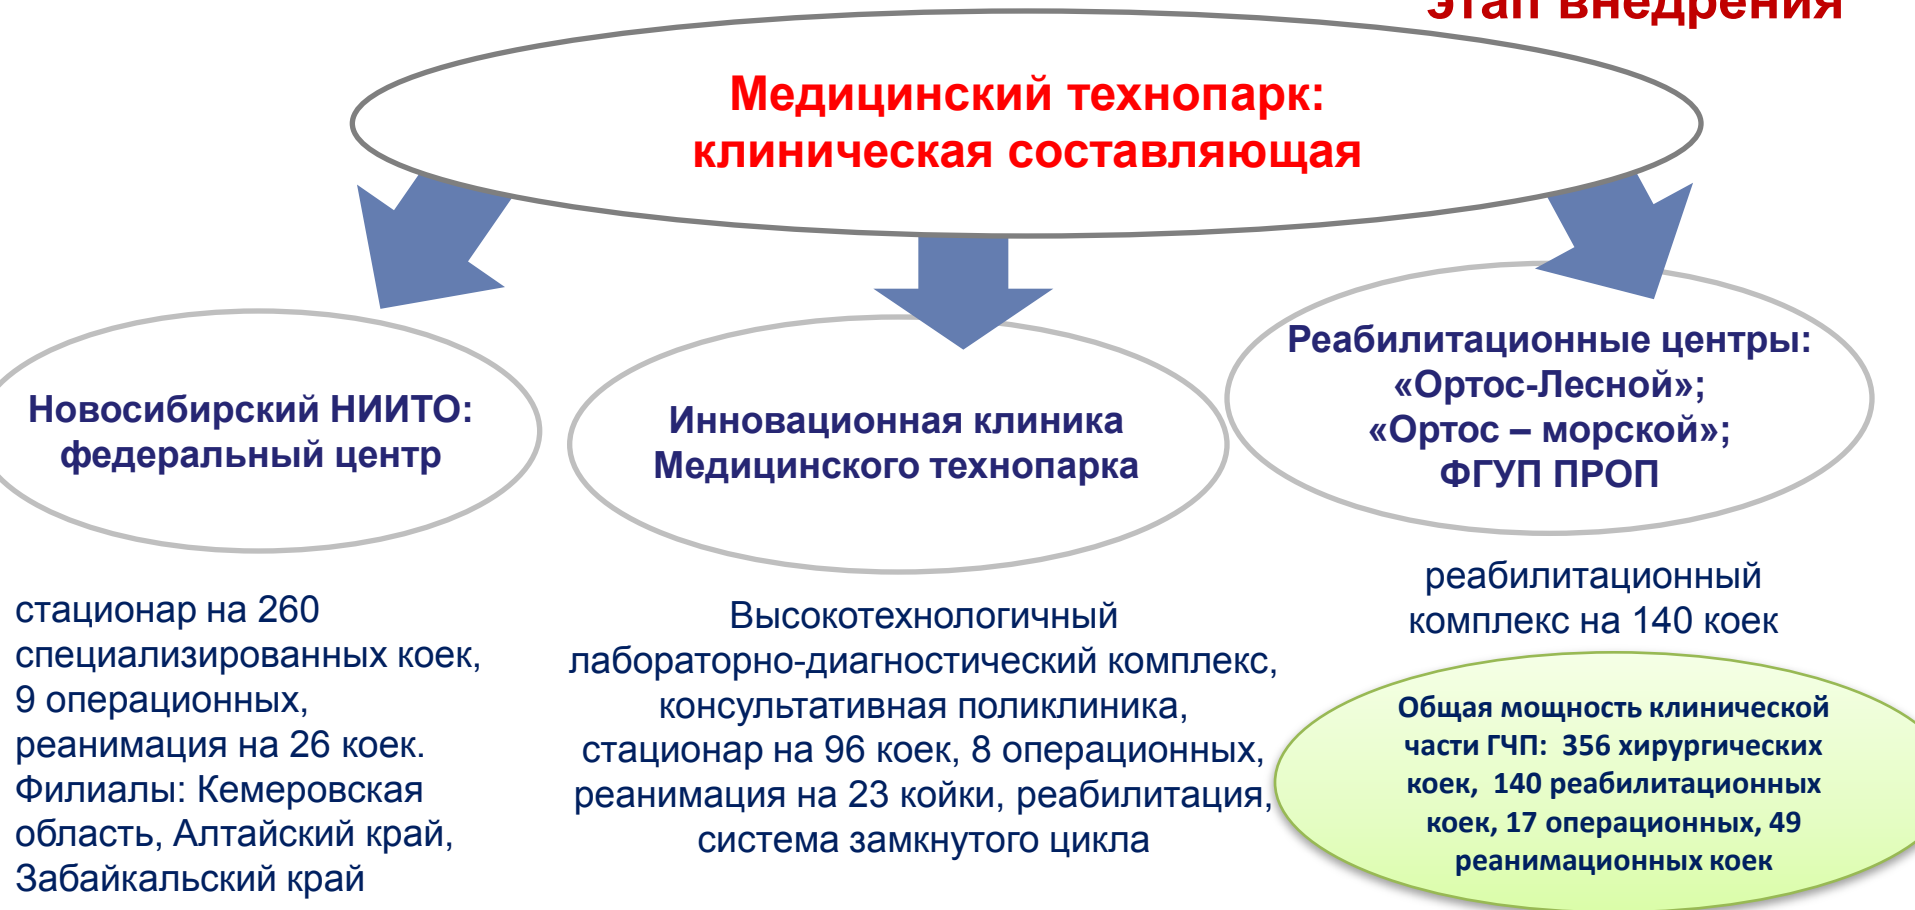 этап внедрения
Медицинский технопарк:
клиническая составляющая
Новосибирский НИИТО:
федеральный центр
Инновационная клиника
Медицинского технопарка
Реабилитационные центры:
«Ортос-Лесной»;
«Ортос – морской»;
ФГУП ПРОП
стационар на 260
специализированных коек,
9 операционных,
реанимация на 26 коек.
Филиалы: Кемеровская
область, Алтайский край,
Забайкальский край
Высокотехнологичный
лабораторно-диагностический комплекс,
консультативная поликлиника,
стационар на 96 коек, 8 операционных,
реанимация на 23 койки, реабилитация,
система замкнутого цикла
реабилитационный
комплекс на 140 коек
Общая мощность клинической
части ГЧП: 356 хирургических
коек, 140 реабилитационных
коек, 17 операционных, 49
реанимационных коек